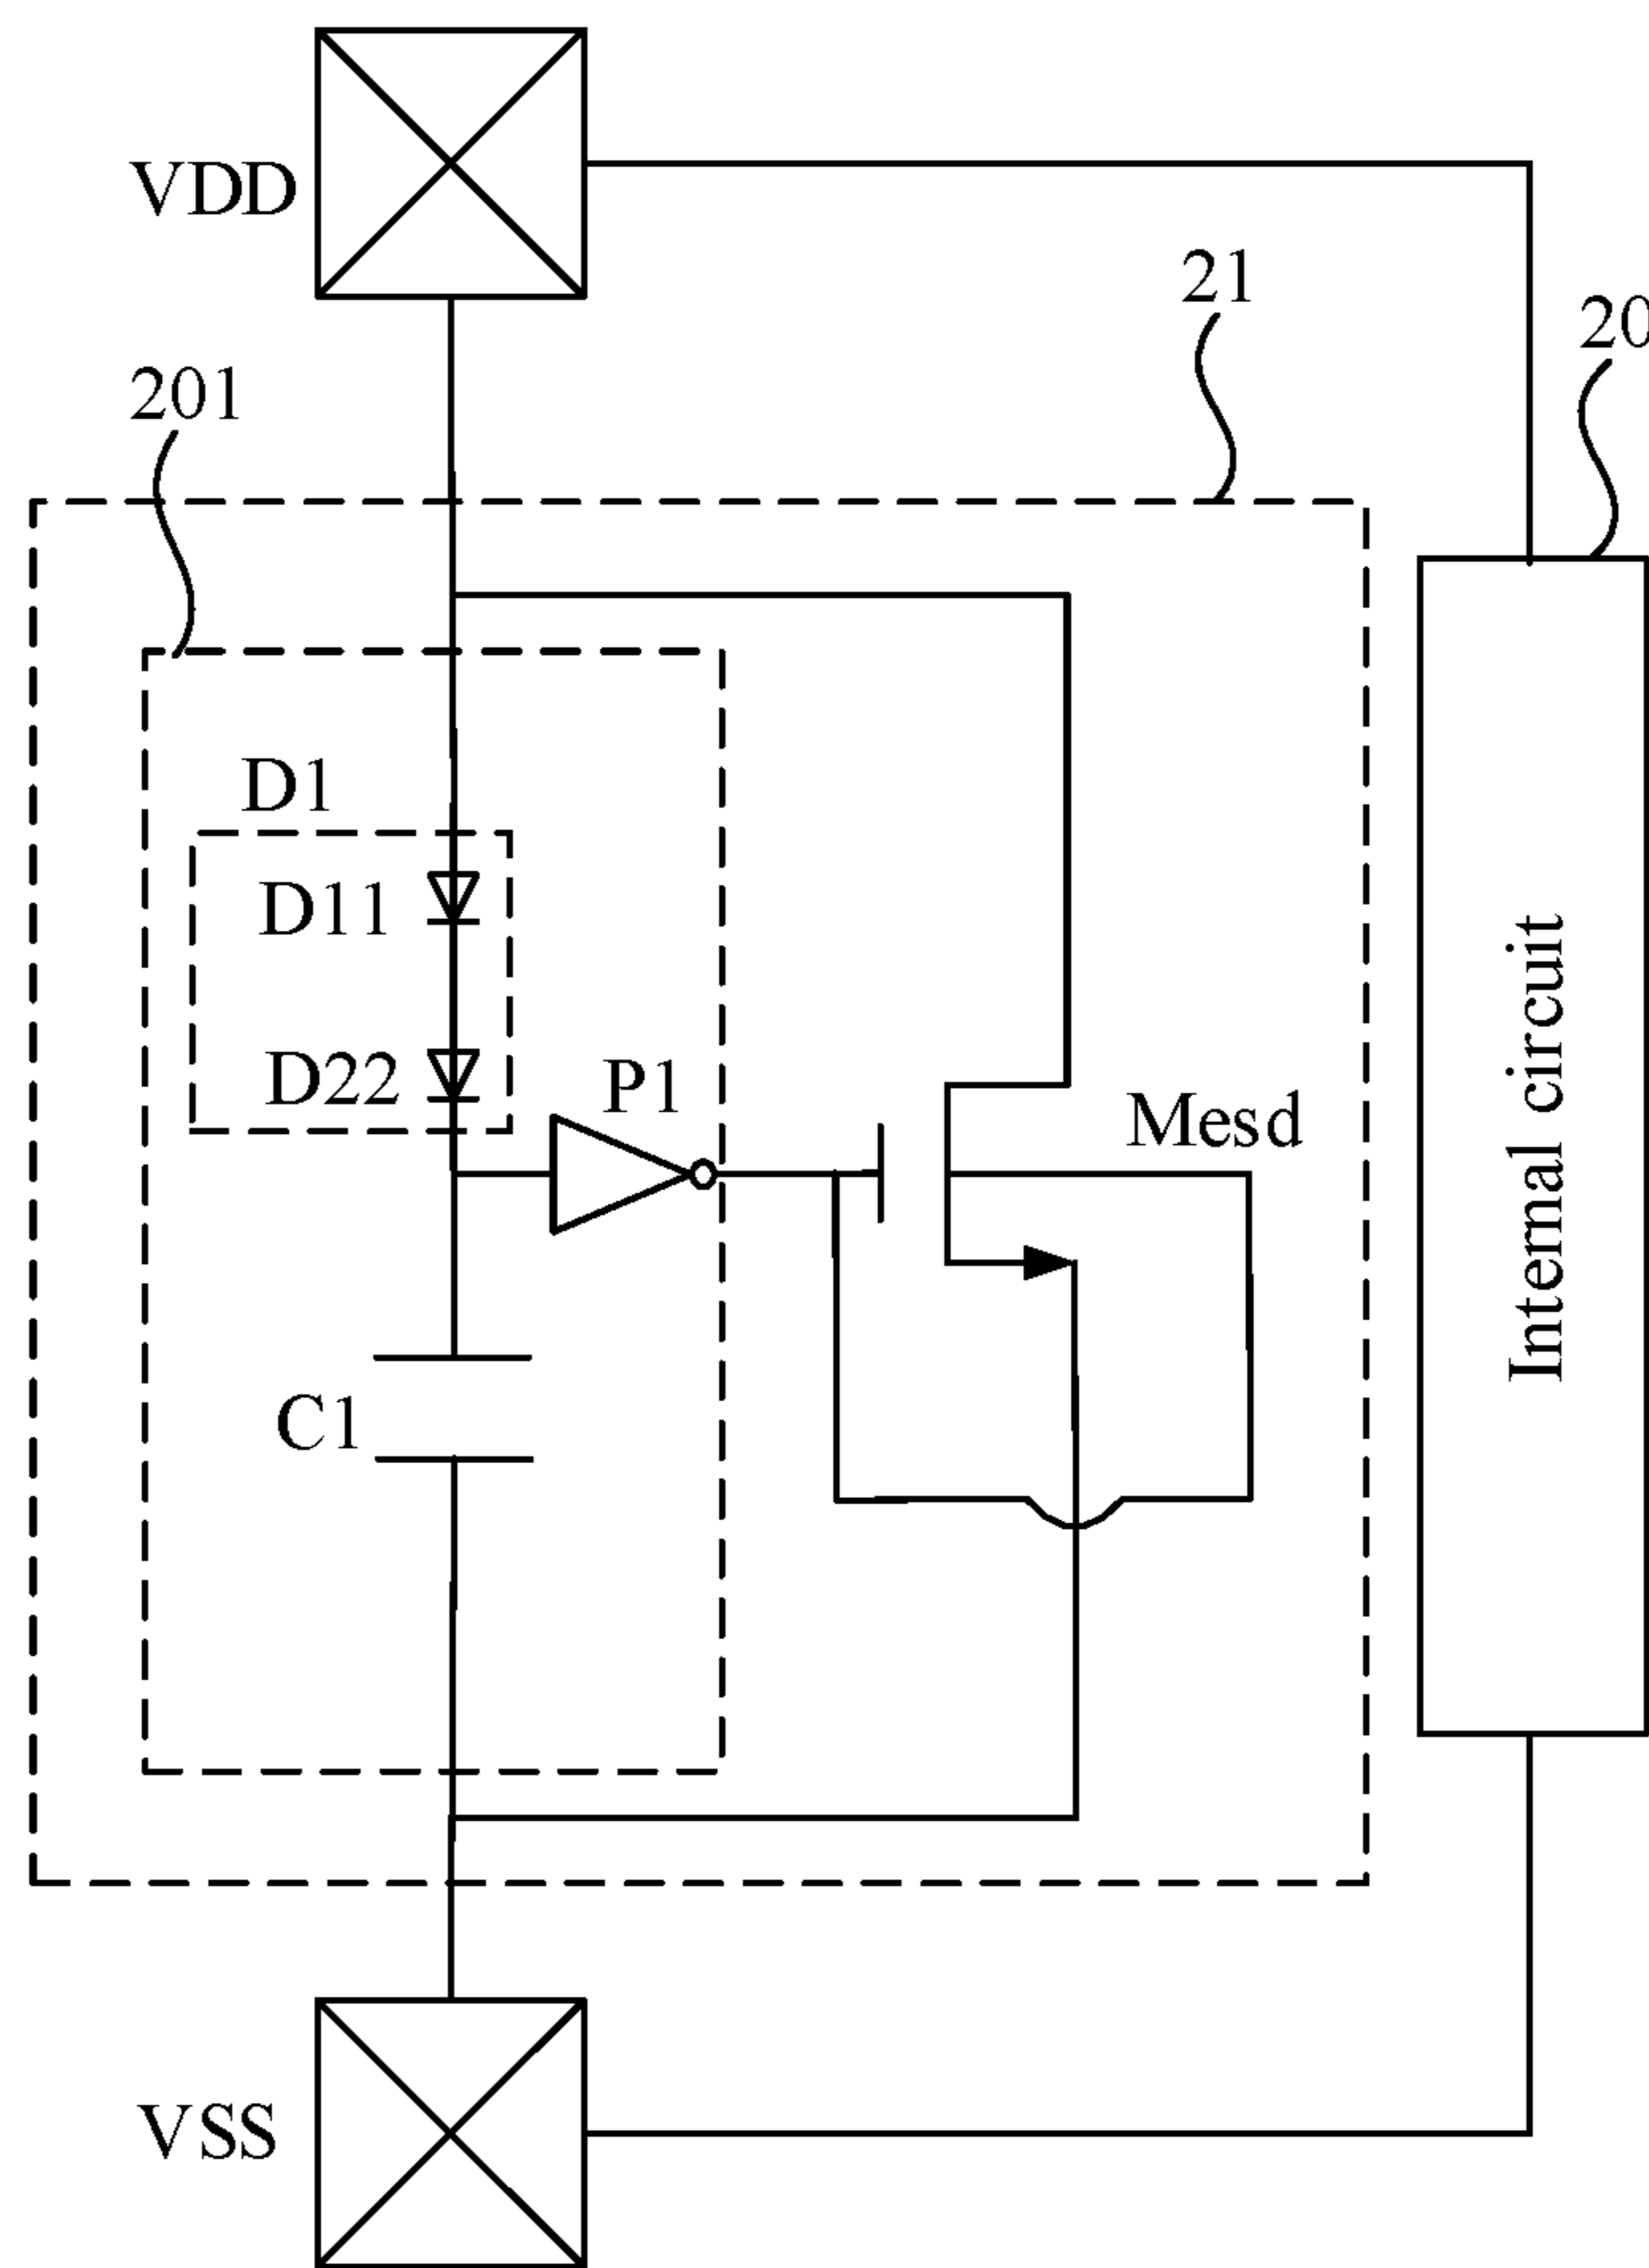 VDD
21
20
201
D1
D11
D22
P1
Mesd
Internal circuit
C1
VSS